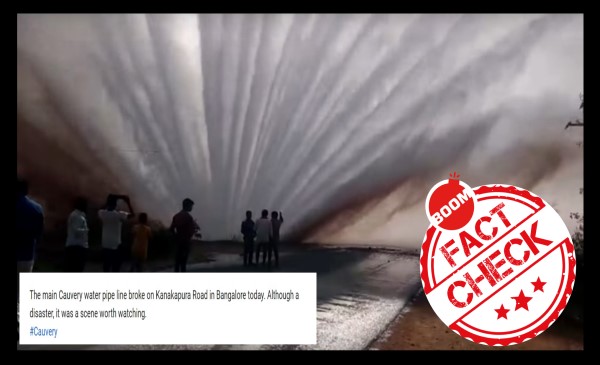 BOOM
FACT
CHECK
The main Cauvery water pipe line broke on Kanakapura Road in Bangalore today. Although a
disaster, it was a scene worth watching.
#Cauvery